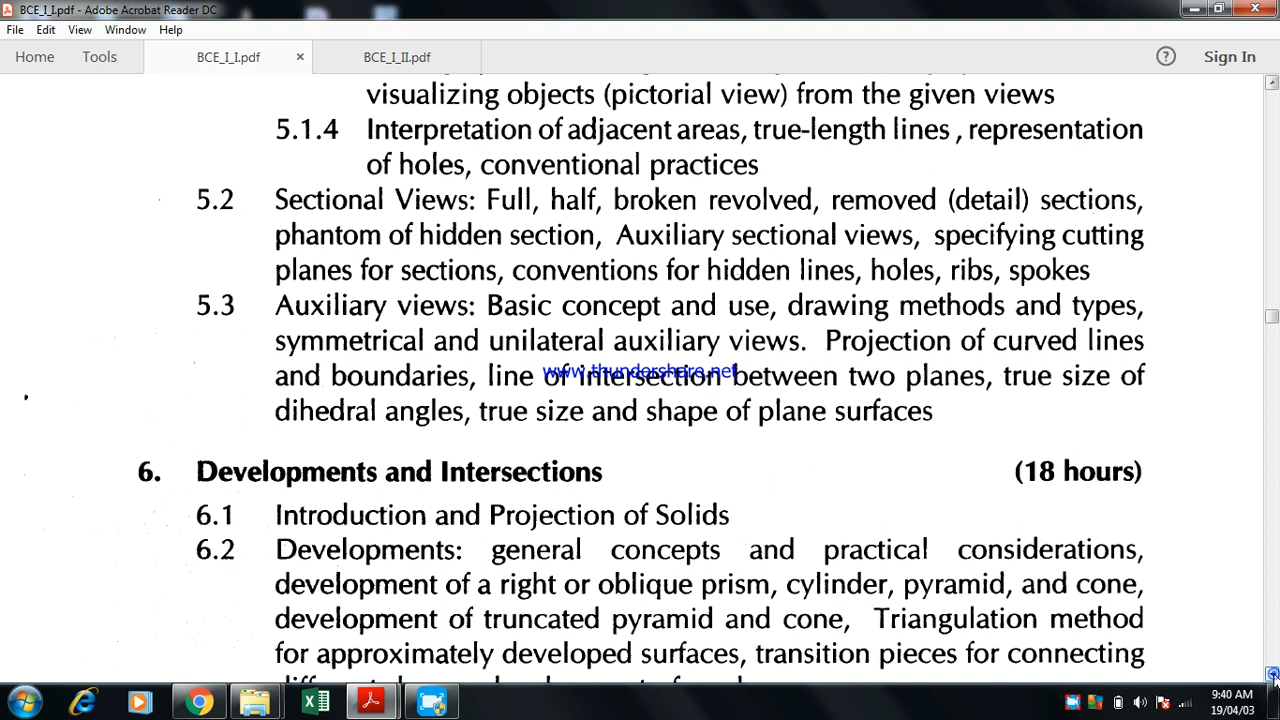 BCE_I_I.pdf - Adobe Acrobat Reader DC
File Edit View Window Help
Home Tools BCE_I_I.pdf × BCE_I_II.pdf ? Sign In
visualizing objects (pictorial view) from the given views
5.1.4 Interpretation of adjacent areas, true-length lines , representation
of holes, conventional practices
5.2 Sectional Views: Full, half, broken revolved, removed (detail) sections,
phantom of hidden section, Auxiliary sectional views, specifying cutting
planes for sections, conventions for hidden lines, holes, ribs, spokes
5.3 Auxiliary views: Basic concept and use, drawing methods and types,
symmetrical and unilateral auxiliary views. Projection of curved lines
www.thundershare.net
and boundaries, line of intersection between two planes, true size of
dihedral angles, true size and shape of plane surfaces
6. Developments and Intersections (18 hours)
6.1 Introduction and Projection of Solids
6.2 Developments: general concepts and practical considerations,
development of a right or oblique prism, cylinder, pyramid, and cone,
development of truncated pyramid and cone, Triangulation method
for approximately developed surfaces, transition pieces for connecting
9:40 AM
19/04/03